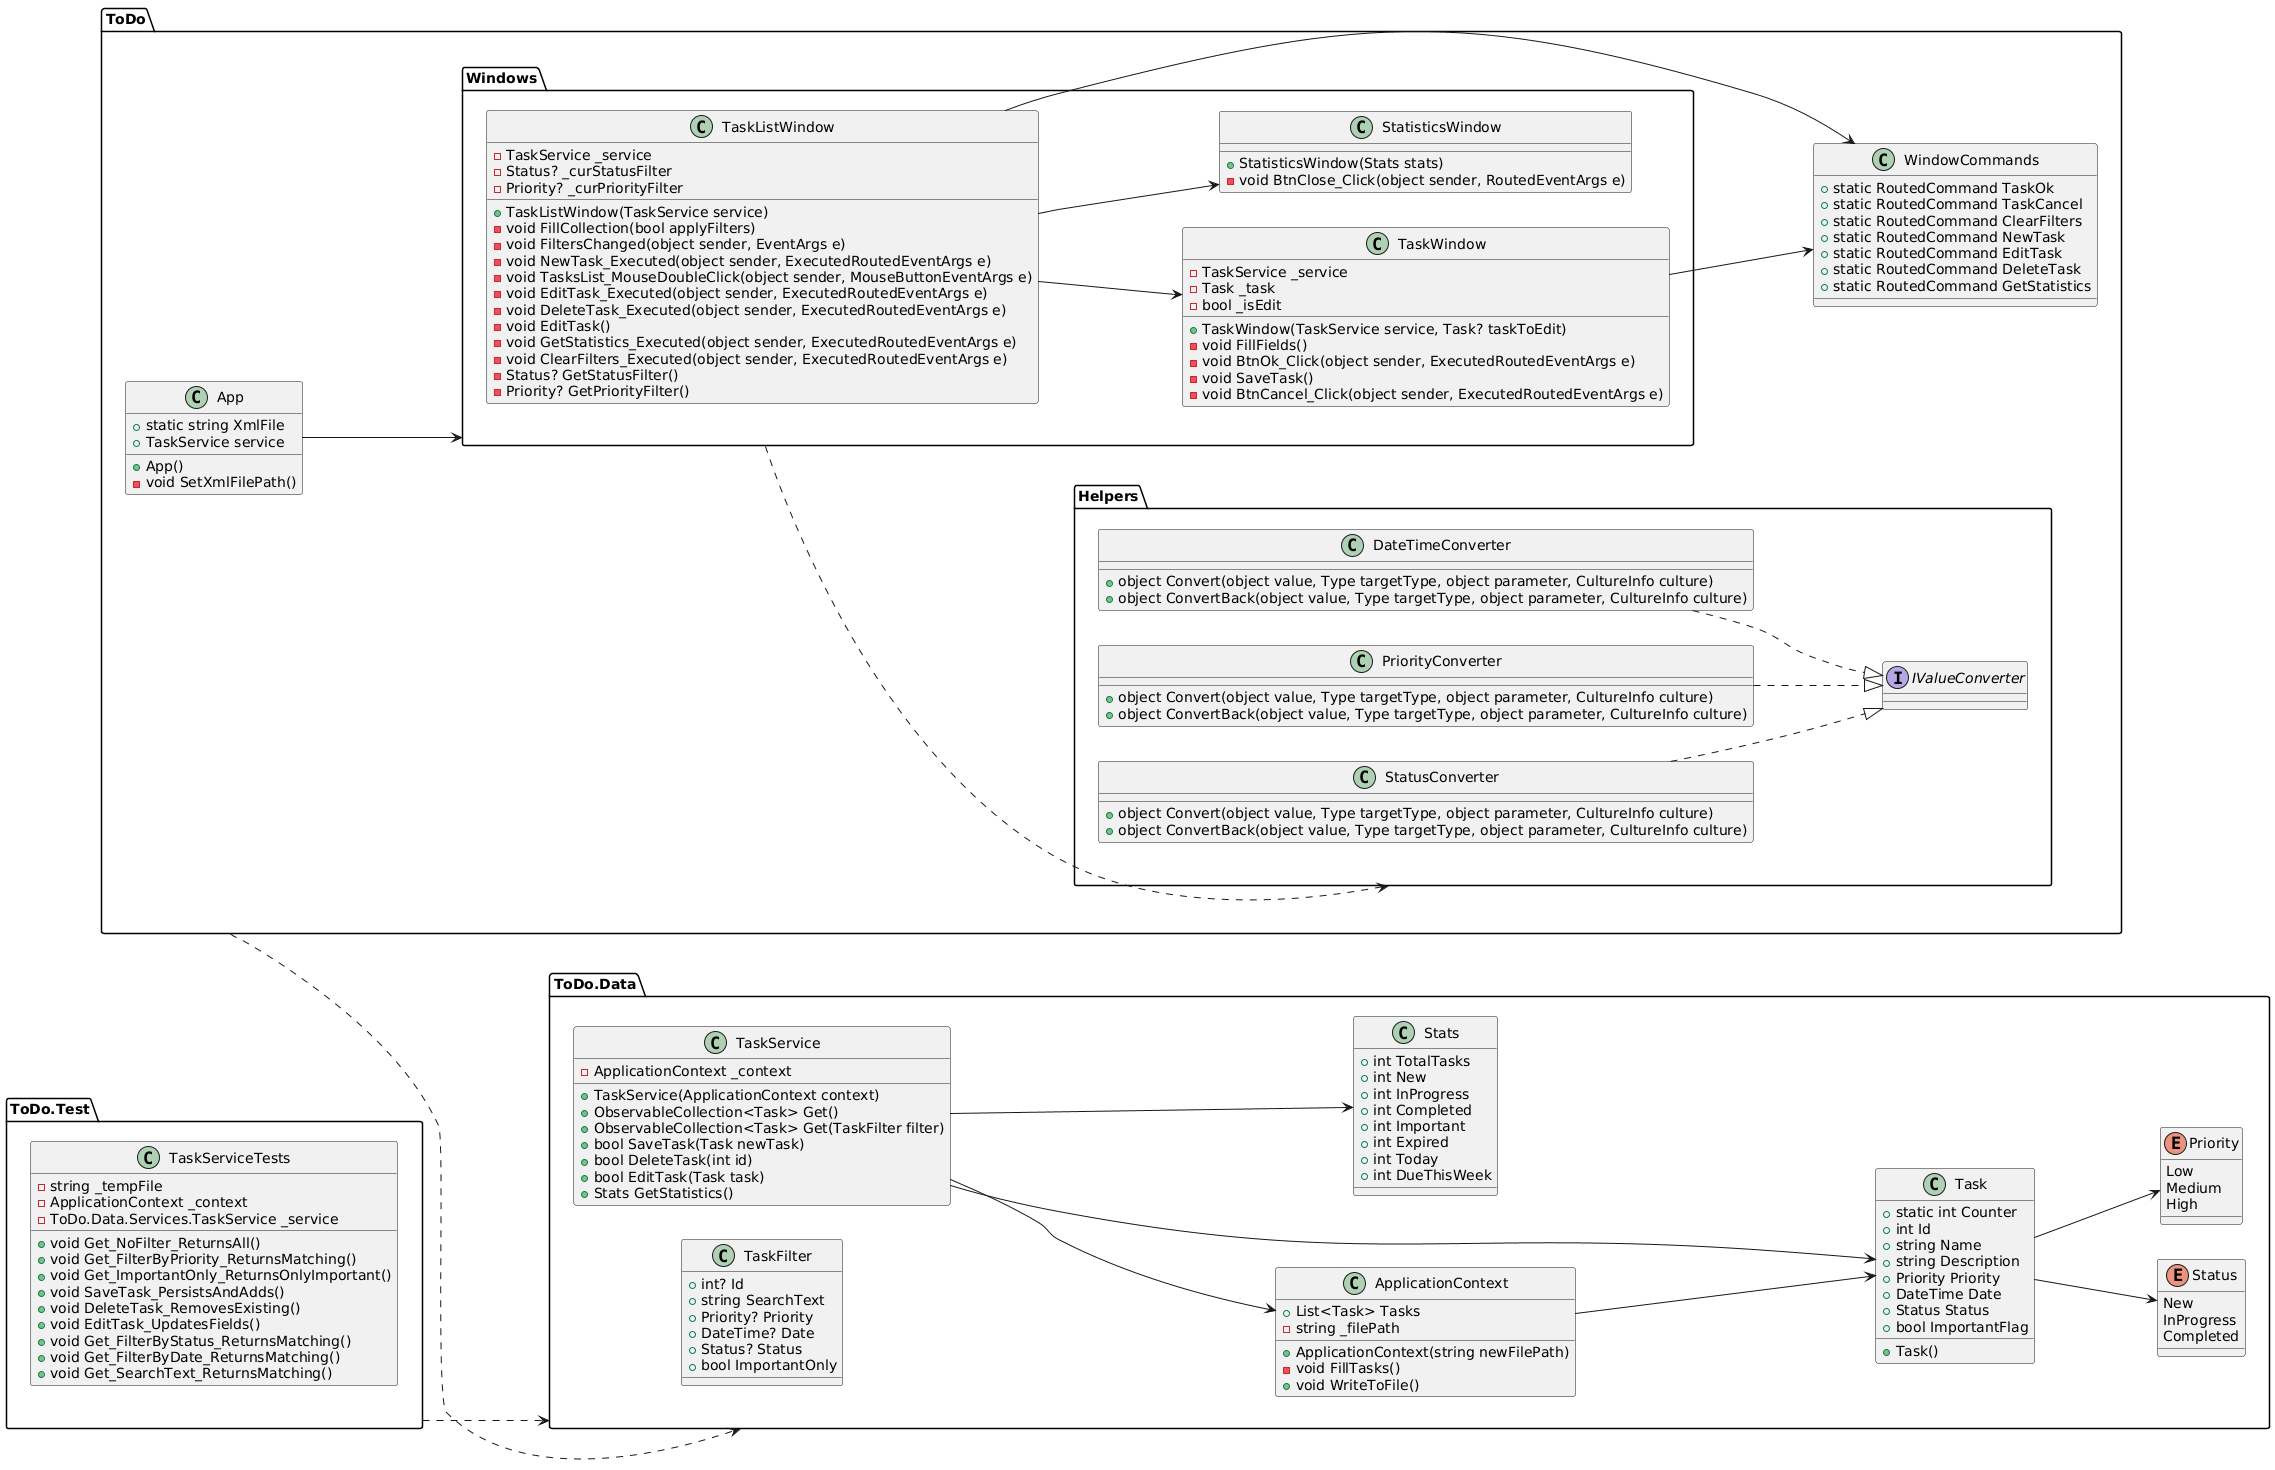 ToDo
Windows
TaskListWindow
TaskService _service
Status? _curStatusFilter
Priority? _curPriorityFilter
TaskListWindow(TaskService service)
void FillCollection(bool applyFilters)
void FiltersChanged(object sender, EventArgs e)
void NewTask_Executed(object sender, ExecutedRoutedEventArgs e)
void TasksList_MouseDoubleClick(object sender, MouseButtonEventArgs e)
void EditTask_Executed(object sender, ExecutedRoutedEventArgs e)
void DeleteTask_Executed(object sender, ExecutedRoutedEventArgs e)
void EditTask()
void GetStatistics_Executed(object sender, ExecutedRoutedEventArgs e)
void ClearFilters_Executed(object sender, ExecutedRoutedEventArgs e)
Status? GetStatusFilter()
Priority? GetPriorityFilter()
StatisticsWindow
StatisticsWindow(Stats stats)
void BtnClose_Click(object sender, RoutedEventArgs e)
TaskWindow
TaskService _service
Task _task
bool _isEdit
TaskWindow(TaskService service, Task? taskToEdit)
void FillFields()
void BtnOk_Click(object sender, ExecutedRoutedEventArgs e)
void SaveTask()
void BtnCancel_Click(object sender, ExecutedRoutedEventArgs e)
WindowCommands
static RoutedCommand TaskOk
static RoutedCommand TaskCancel
static RoutedCommand ClearFilters
static RoutedCommand NewTask
static RoutedCommand EditTask
static RoutedCommand DeleteTask
static RoutedCommand GetStatistics
App
static string XmlFile
TaskService service
App()
void SetXmlFilePath()
Helpers
DateTimeConverter
object Convert(object value, Type targetType, object parameter, CultureInfo culture)
object ConvertBack(object value, Type targetType, object parameter, CultureInfo culture)
PriorityConverter
object Convert(object value, Type targetType, object parameter, CultureInfo culture)
object ConvertBack(object value, Type targetType, object parameter, CultureInfo culture)
StatusConverter
object Convert(object value, Type targetType, object parameter, CultureInfo culture)
object ConvertBack(object value, Type targetType, object parameter, CultureInfo culture)
IValueConverter
ToDo.Test
TaskServiceTests
string _tempFile
ApplicationContext _context
ToDo.Data.Services.TaskService _service
void Get_NoFilter_ReturnsAll()
void Get_FilterByPriority_ReturnsMatching()
void Get_ImportantOnly_ReturnsOnlyImportant()
void SaveTask_PersistsAndAdds()
void DeleteTask_RemovesExisting()
void EditTask_UpdatesFields()
void Get_FilterByStatus_ReturnsMatching()
void Get_FilterByDate_ReturnsMatching()
void Get_SearchText_ReturnsMatching()
ToDo.Data
TaskService
ApplicationContext _context
TaskService(ApplicationContext context)
ObservableCollection<Task> Get()
ObservableCollection<Task> Get(TaskFilter filter)
bool SaveTask(Task newTask)
bool DeleteTask(int id)
bool EditTask(Task task)
Stats GetStatistics()
TaskFilter
int? Id
string SearchText
Priority? Priority
DateTime? Date
Status? Status
bool ImportantOnly
Stats
int TotalTasks
int New
int InProgress
int Completed
int Important
int Expired
int Today
int DueThisWeek
ApplicationContext
List<Task> Tasks
string _filePath
ApplicationContext(string newFilePath)
void FillTasks()
void WriteToFile()
Task
static int Counter
int Id
string Name
string Description
Priority Priority
DateTime Date
Status Status
bool ImportantFlag
Task()
Priority
Low
Medium
High
Status
New
InProgress
Completed